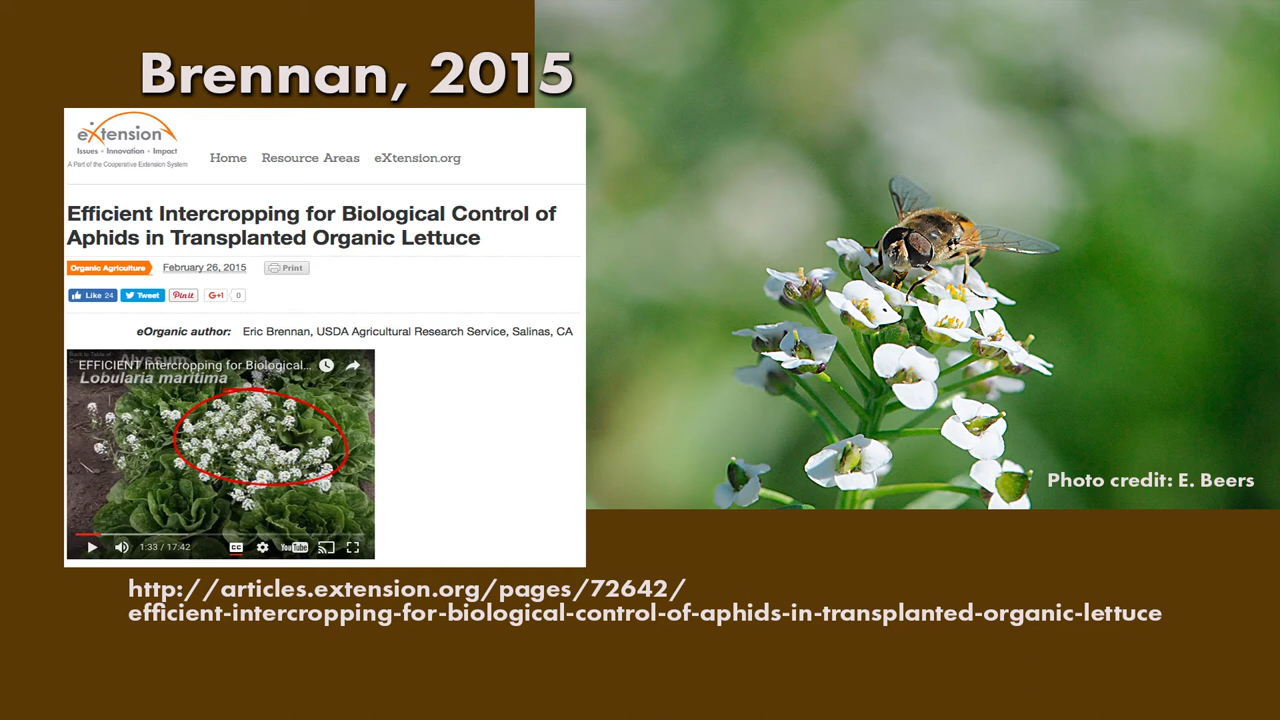 Brennan, 2015
eXtension
Issues • Innovation • Impact
A Part of the Cooperative Extension System
Home Resource Areas eXtension.org
Efficient Intercropping for Biological Control of
Aphids in Transplanted Organic Lettuce
Organic Agriculture February 26, 2015 Print
Like 24 Tweet Pin it G+1 0
eOrganic author: Eric Brennan, USDA Agricultural Research Service, Salinas, CA
Alyssum
EFFICIENT Intercropping for Biological...
Lobularia maritima
1:33 / 17:42 CC YouTube
Photo credit: E. Beers
http://articles.extension.org/pages/72642/
efficient-intercropping-for-biological-control-of-aphids-in-transplanted-organic-lettuce